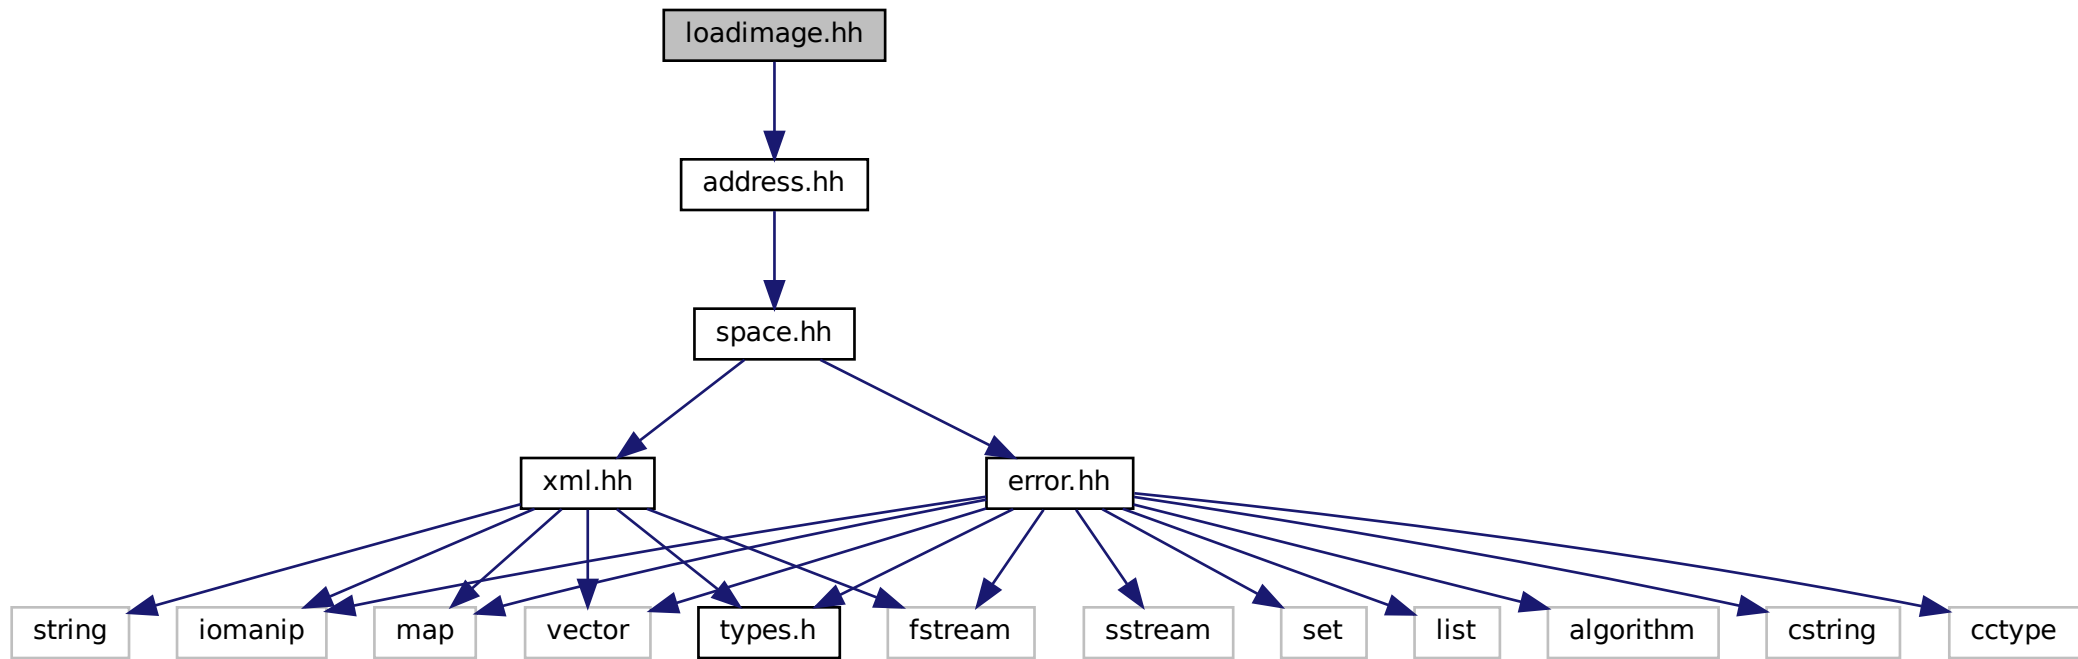 loadimage.hh
address.hh
space.hh
xml.hh
error.hh
string
iomanip
map
vector
types.h
fstream
sstream
set
list
algorithm
cstring
cctype